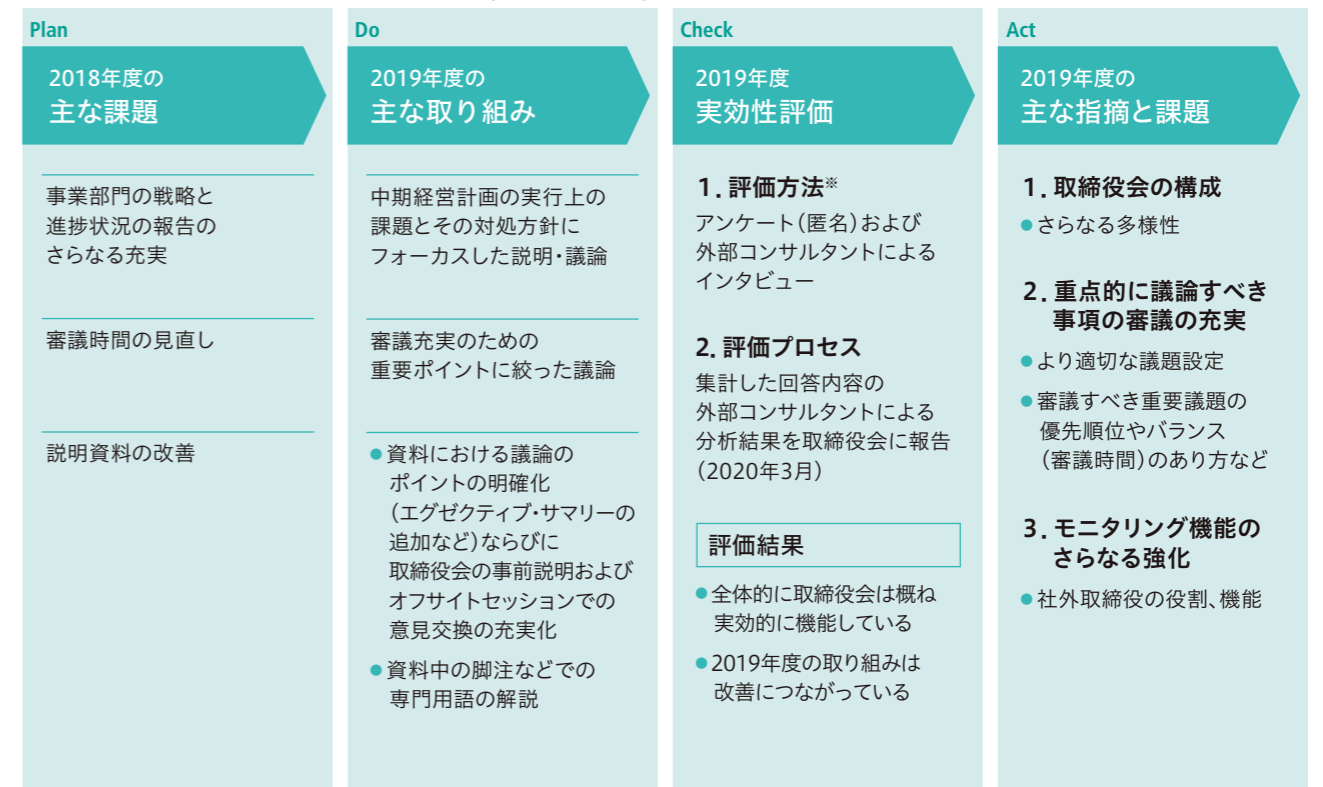 Plan
2018年度の
主な課題
事業部門の戦略と
進捗状況の報告の
さらなる充実
審議時間の見直し
説明資料の改善
Do
2019年度の
主な取り組み
中期経営計画の実行上の
課題とその対処方針に
フォーカスした説明・議論
審議充実のための
重要ポイントに絞った議論
●資料における議論の
ポイントの明確化
（エグゼクティブ・サマリーの
追加など）ならびに
取締役会の事前説明および
オフサイトセッションでの
意見交換の充実化
●資料中の脚注などでの
専門用語の解説
Check
2019年度
実効性評価
1．評価方法※
アンケート（匿名）および
外部コンサルタントによる
インタビュー
2．評価プロセス
集計した回答内容の
外部コンサルタントによる
分析結果を取締役会に報告
（2020年3月）
評価結果
●全体的に取締役会は概ね
実効的に機能している
●2019年度の取り組みは
改善につながっている
Act
2019年度の
主な指摘と課題
1．取締役会の構成
●さらなる多様性
2．重点的に議論すべき
事項の審議の充実
●より適切な議題設定
●審議すべき重要議題の
優先順位やバランス
（審議時間）のあり方など
3．モニタリング機能の
さらなる強化
●社外取締役の役割、機能